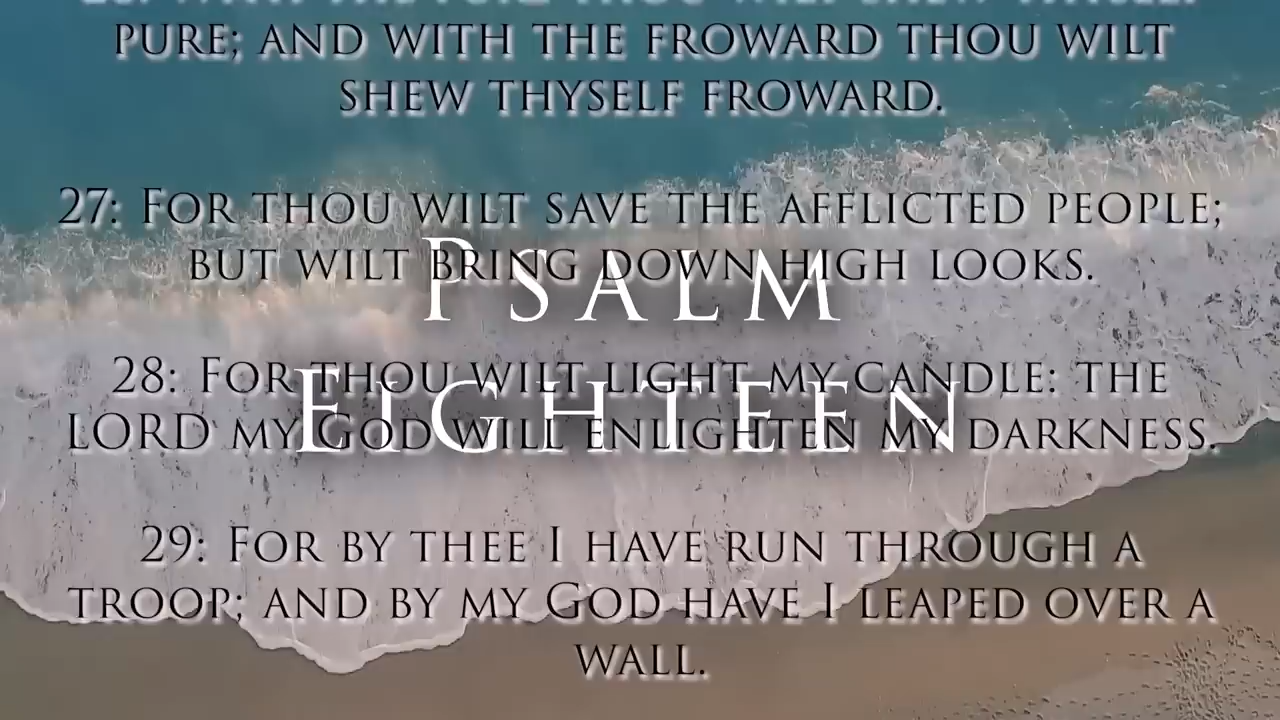 PURE; AND WITH THE FROWARD THOU WILT
SHEW THYSELF FROWARD.
27: FOR THOU WILT SAVE THE AFFLICTED PEOPLE;
BUT WILT BRING DOWN HIGH LOOKS.
PSALM
28: FOR THOU WILT LIGHT MY CANDLE: THE
EIGHTEEN
LORD MY GOD WILL ENLIGHTEN MY DARKNESS.
29: FOR BY THEE I HAVE RUN THROUGH A
TROOP; AND BY MY GOD HAVE I LEAPED OVER A
WALL.